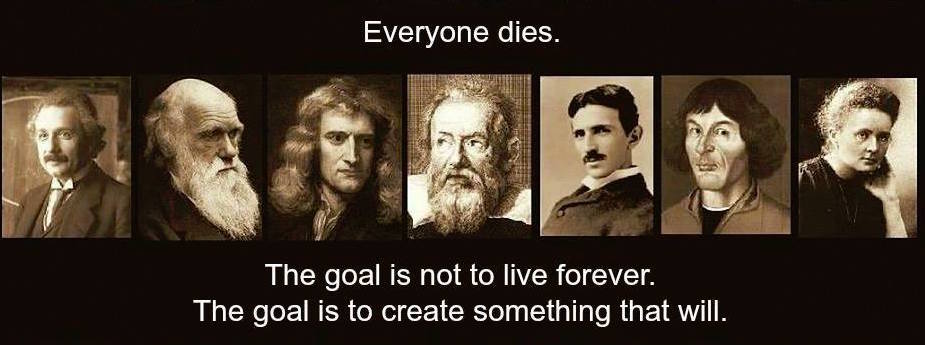 Everyone dies.
The goal is not to live forever.
The goal is to create something that will.